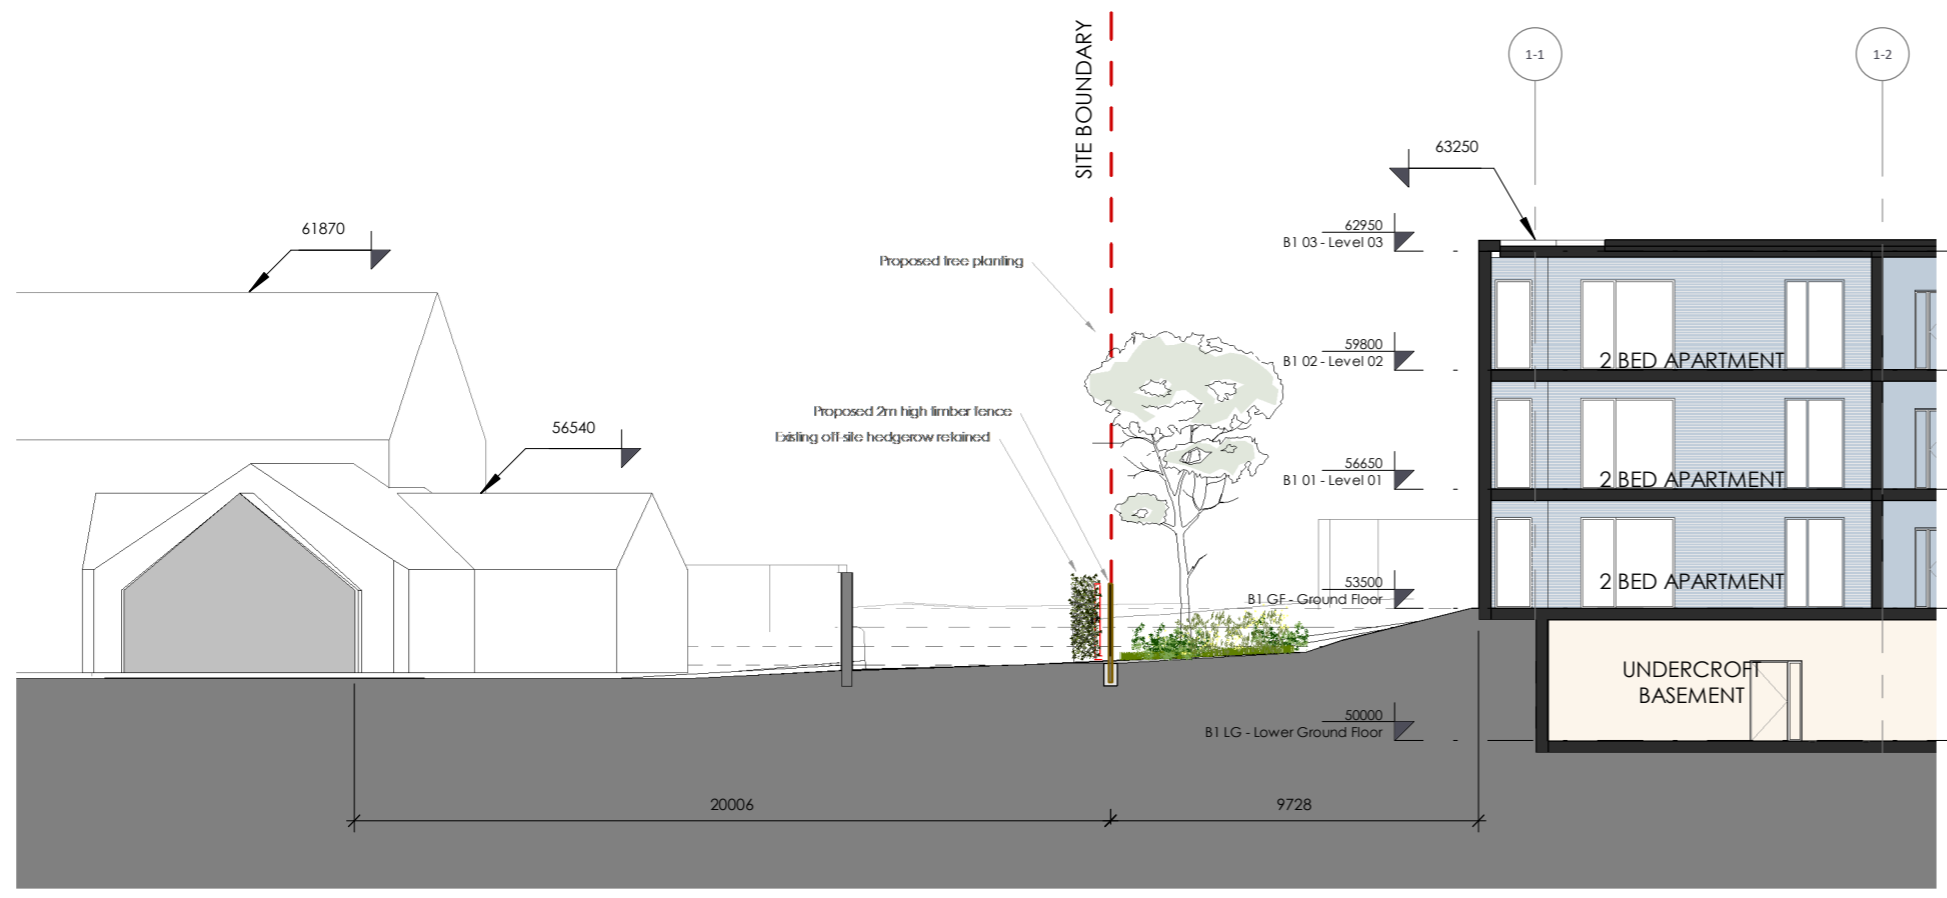 SITE BOUNDARY
1-1
1-2
63250
61870
62950
B1 03 - Level 03
Proposed tree planting
59800
B1 02 - Level 02
2 BED APARTMENT
Proposed 2m high timber fence
56540
Existing off-site hedgerow retained
56650
B1 01 - Level 01
2 BED APARTMENT
53500
B1 GF - Ground Floor
2 BED APARTMENT
UNDERCROFT
BASEMENT
50000
B1 LG - Lower Ground Floor
20006
9728